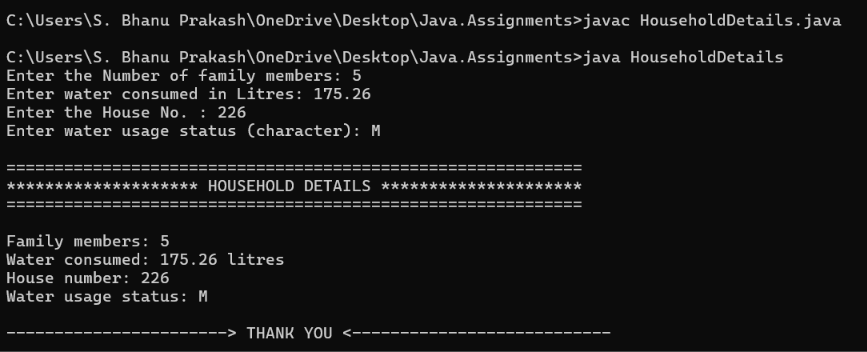 C:\Users\S. Bhanu Prakash\OneDrive\Desktop\Java.Assignments>javac HouseholdDetails.java
C:\Users\S. Bhanu Prakash\OneDrive\Desktop\Java.Assignments>java HouseholdDetails
Enter the Number of family members: 5
Enter water consumed in Litres: 175.26
Enter the House No. : 226
Enter water usage status (character): M
============================================================
******************** HOUSEHOLD DETAILS *********************
============================================================
Family members: 5
Water consumed: 175.26 litres
House number: 226
Water usage status: M
-----------------------> THANK YOU <---------------------------